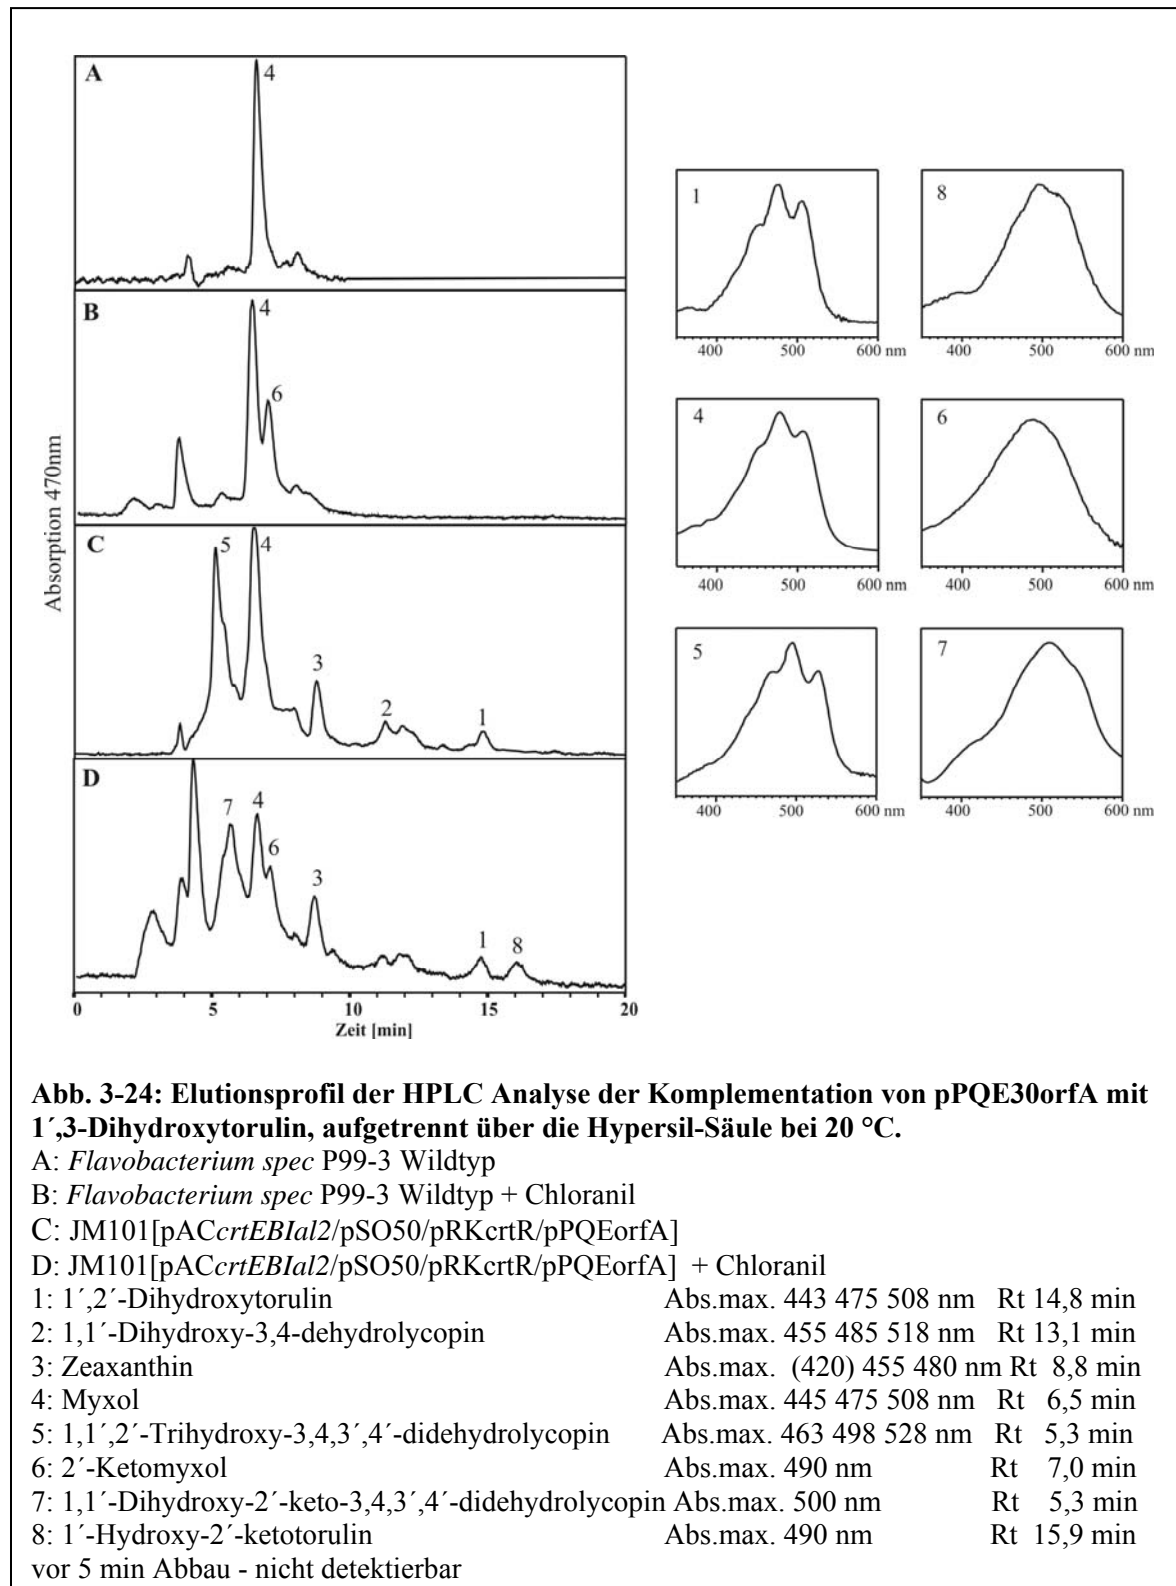 A
4
B
4
6
C
5
4
3
2
1
D
7
4
6
3
1
8
Absorption 470nm
0 5 10 15 20
Zeit [min]
1
400 500 600 nm
8
400 500 600
4
400 500 600
6
400 500 600
5
400 500 600 nm
7
400 500 600
Abb. 3-24: Elutionsprofil der HPLC Analyse der Komplementation von pPQE30orfA mit
1´,3-Dihydroxytorulin, aufgetrennt über die Hypersil-Säule bei 20 °C.
A: Flavobacterium spec P99-3 Wildtyp
B: Flavobacterium spec P99-3 Wildtyp + Chloranil
C: JM101[pACcrtEBIal2/pSO50/pRKcrtR/pPQEorfA]
D: JM101[pACcrtEBIal2/pSO50/pRKcrtR/pPQEorfA] + Chloranil
1: 1´,2´-Dihydroxytorulin Abs.max. 443 475 508 nm Rt 14,8 min
2: 1,1´-Dihydroxy-3,4-dehydrolycopin Abs.max. 455 485 518 nm Rt 13,1 min
3: Zeaxanthin Abs.max. (420) 455 480 nm Rt 8,8 min
4: Myxol Abs.max. 445 475 508 nm Rt 6,5 min
5: 1,1´,2´-Trihydroxy-3,4,3´,4´-didehydrolycopin Abs.max. 463 498 528 nm Rt 5,3 min
6: 2´-Ketomyxol Abs.max. 490 nm Rt 7,0 min
7: 1,1´-Dihydroxy-2´-keto-3,4,3´,4´-didehydrolycopin Abs.max. 500 nm Rt 5,3 min
8: 1´-Hydroxy-2´-ketotorulin Abs.max. 490 nm Rt 15,9 min
vor 5 min Abbau - nicht detektierbar